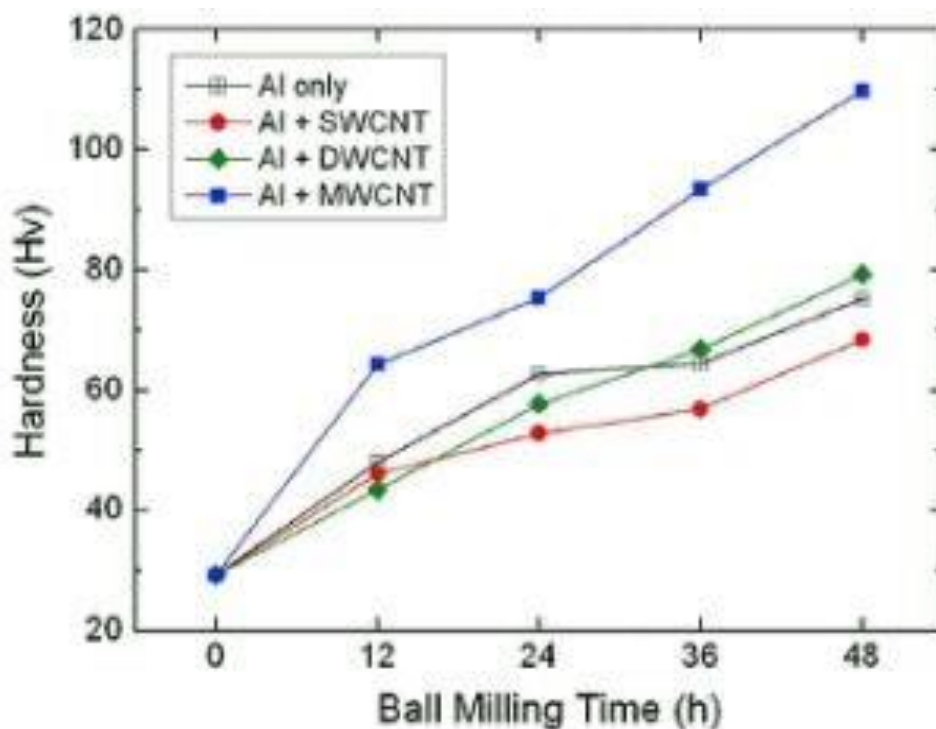 120
100
80
60
40
20
Hardness (Hv)
Al only
Al + SWCNT
Al + DWCNT
Al + MWCNT
0 12 24 36 48
Ball Milling Time (h)